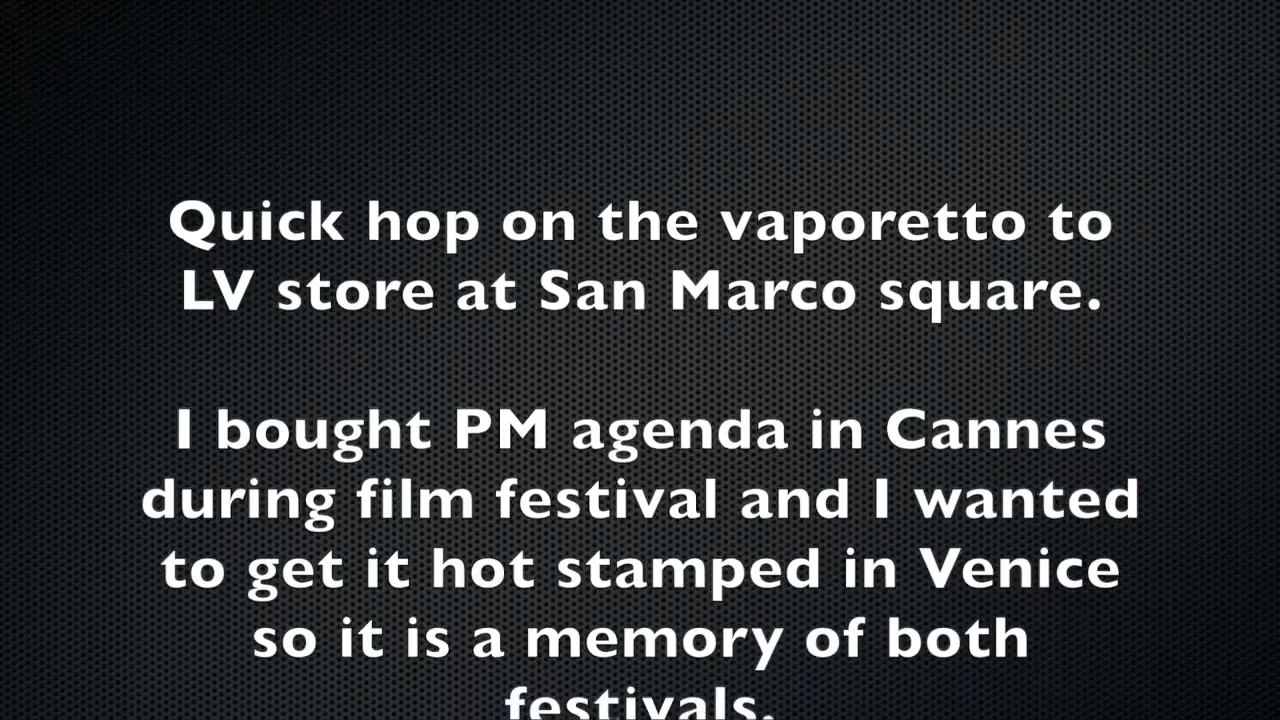 Quick hop on the vaporetto to
LV store at San Marco square.
I bought PM agenda in Cannes
during film festival and I wanted
to get it hot stamped in Venice
so it is a memory of both
festivals.